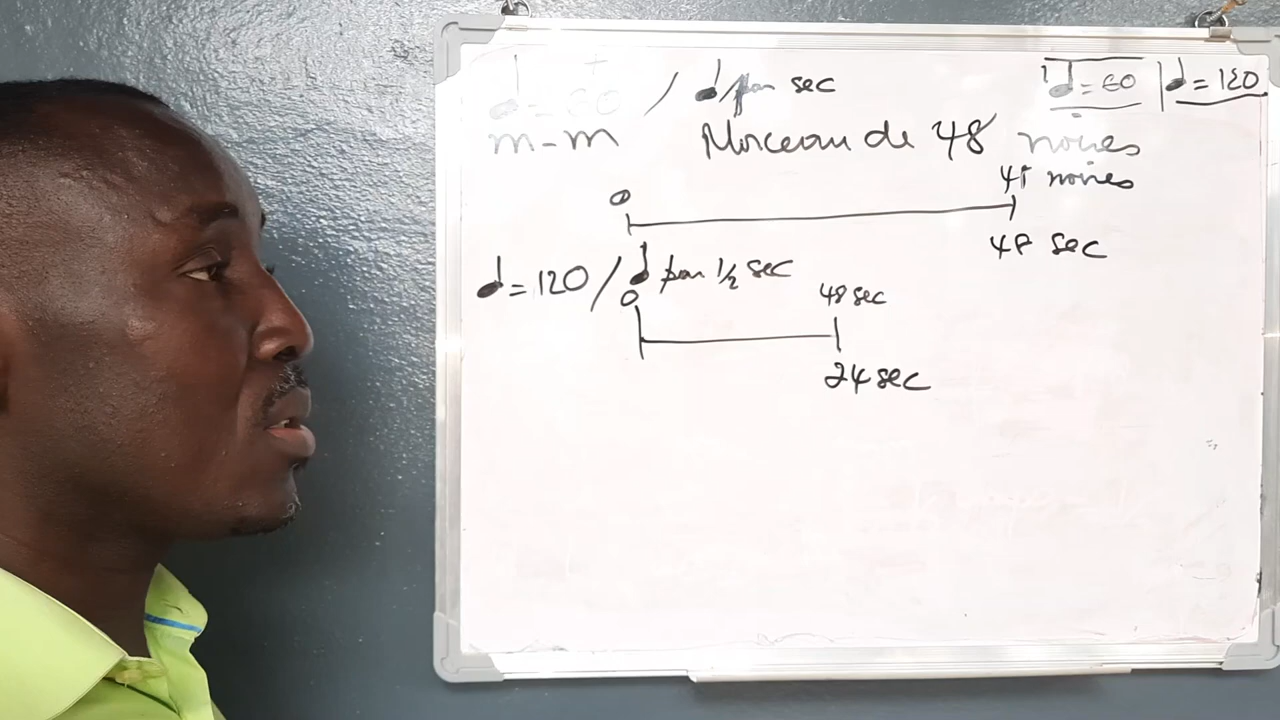 ♩=60 / ♩/par sec
♩=60 | ♩=120
m-m Morceau de 48 noires
48 noires
0
48 sec
♩=120 / ♩ par 1/2 sec
0
48 sec
24 sec